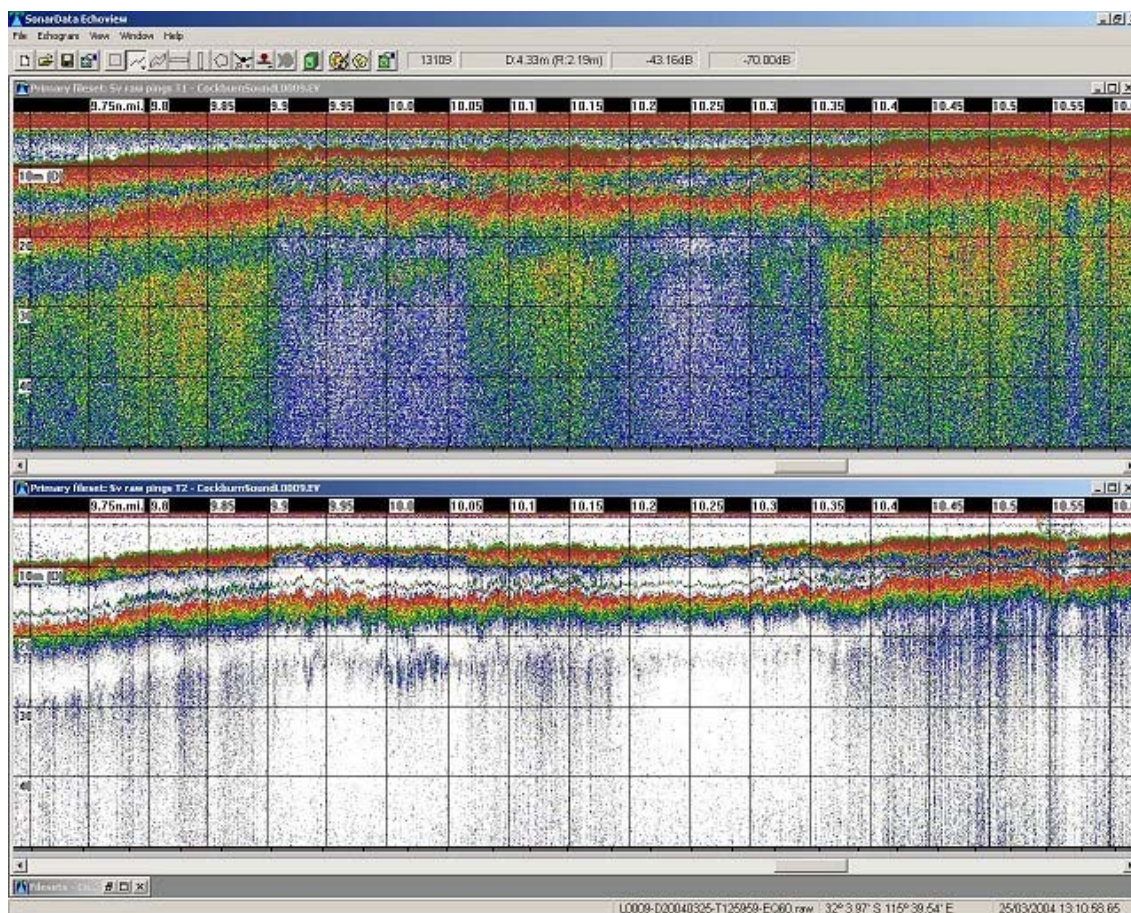 SonarData Echoview
File Echogram View Window Help
13109 D:4.33m (R:2.19m) -43.16dB -70.00dB
Primary fileset: Sv raw pings T1 - CockburnSoundL0009.EV
9.75n.mi. 9.8 9.85 9.9 9.95 10.0 10.05 10.1 10.15 10.2 10.25 10.3 10.35 10.4 10.45 10.5 10.55
10m (D)
20
30
40
Primary fileset: Sv raw pings T2 - CockburnSoundL0009.EV
9.75n.mi. 9.8 9.85 9.9 9.95 10.0 10.05 10.1 10.15 10.2 10.25 10.3 10.35 10.4 10.45 10.5 10.55
10m (D)
20
30
40
L0009-D20040325-T125959-EQ60.raw 32° 3.97' S 115° 39.54' E 25/03/2004 13:10:58.65